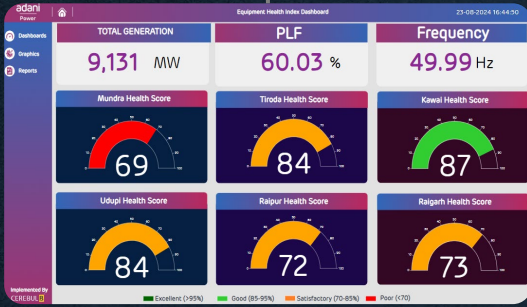 adani
Power
Equipment Health Index Dashboard
23-08-2024 16:44:50
Dashboards
Graphics
Reports
TOTAL GENERATION
9,131 MW
PLF
60.03 %
Frequency
49.99 Hz
Mundra Health Score
69
Tiroda Health Score
84
Kawai Health Score
87
Udupi Health Score
84
Raipur Health Score
72
Raigarh Health Score
73
Implemented By
CEREBULB
Excellent (>95%) Good (85-95%) Satisfactory (70-85%) Poor (<70)